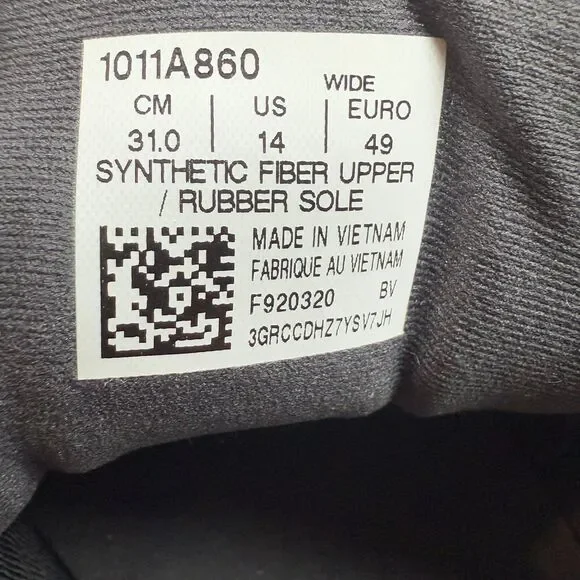 1011A860
WIDE
CM | US | EURO
31.0 | 14 | 49
SYNTHETIC FIBER UPPER
/ RUBBER SOLE
MADE IN VIETNAM
FABRIQUE AU VIETNAM
F920320 BV
3GRCCDHZ7YSV7JH